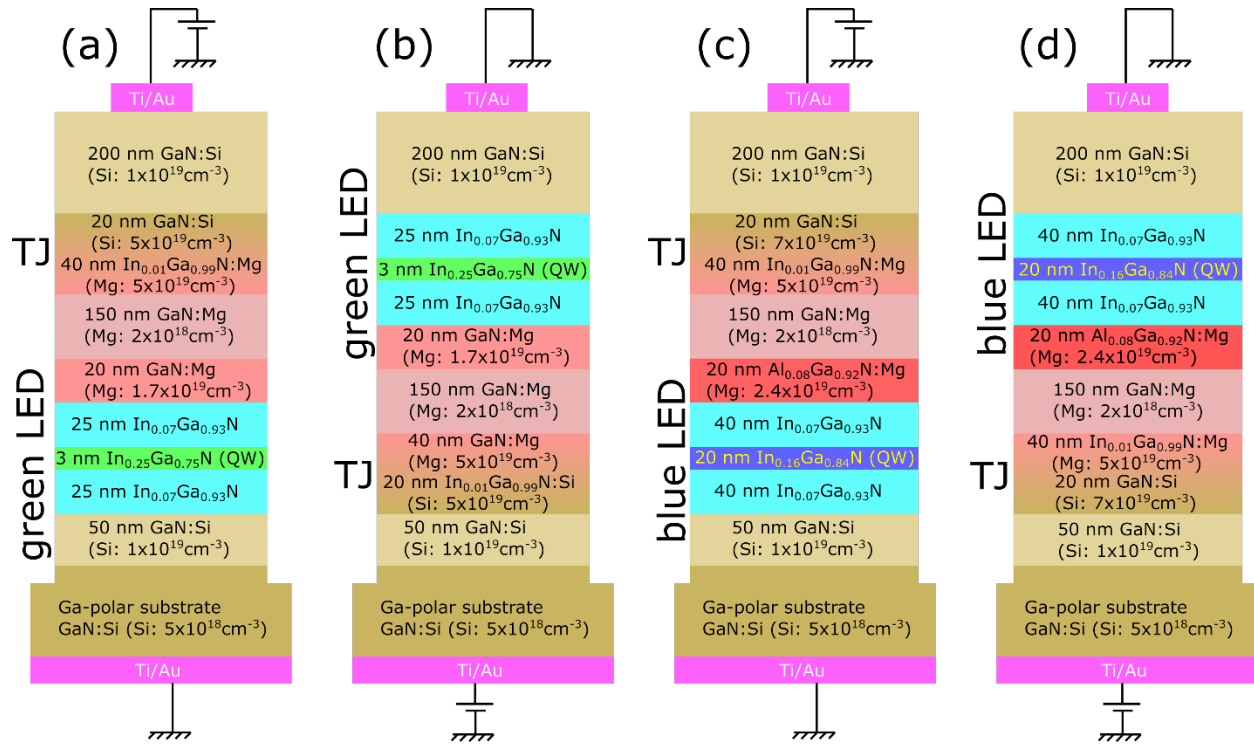 (a)
Ti/Au
200 nm GaN:Si
(Si: 1x10¹⁹cm⁻³)
TJ
20 nm GaN:Si
(Si: 5x10¹⁹cm⁻³)
40 nm In₀.₀₁Ga₀.₉₉N:Mg
(Mg: 5x10¹⁹cm⁻³)
150 nm GaN:Mg
(Mg: 2x10¹⁸cm⁻³)
green LED
20 nm GaN:Mg
(Mg: 1.7x10¹⁹cm⁻³)
25 nm In₀.₀₇Ga₀.₉₃N
3 nm In₀.₂₅Ga₀.₇₅N (QW)
25 nm In₀.₀₇Ga₀.₉₃N
50 nm GaN:Si
(Si: 1x10¹⁹cm⁻³)
Ga-polar substrate
GaN:Si (Si: 5x10¹⁸cm⁻³)
Ti/Au
(b)
Ti/Au
200 nm GaN:Si
(Si: 1x10¹⁹cm⁻³)
green LED
25 nm In₀.₀₇Ga₀.₉₃N
3 nm In₀.₂₅Ga₀.₇₅N (QW)
25 nm In₀.₀₇Ga₀.₉₃N
20 nm GaN:Mg
(Mg: 1.7x10¹⁹cm⁻³)
150 nm GaN:Mg
(Mg: 2x10¹⁸cm⁻³)
TJ
40 nm GaN:Mg
(Mg: 5x10¹⁹cm⁻³)
20 nm In₀.₀₁Ga₀.₉₉N:Si
(Si: 5x10¹⁹cm⁻³)
50 nm GaN:Si
(Si: 1x10¹⁹cm⁻³)
Ga-polar substrate
GaN:Si (Si: 5x10¹⁸cm⁻³)
Ti/Au
(c)
Ti/Au
200 nm GaN:Si
(Si: 1x10¹⁹cm⁻³)
TJ
20 nm GaN:Si
(Si: 7x10¹⁹cm⁻³)
40 nm In₀.₀₁Ga₀.₉₉N:Mg
(Mg: 5x10¹⁹cm⁻³)
150 nm GaN:Mg
(Mg: 2x10¹⁸cm⁻³)
blue LED
20 nm Al₀.₀₈Ga₀.₉₂N:Mg
(Mg: 2.4x10¹⁹cm⁻³)
40 nm In₀.₀₇Ga₀.₉₃N
20 nm In₀.₁₆Ga₀.₈₄N (QW)
40 nm In₀.₀₇Ga₀.₉₃N
50 nm GaN:Si
(Si: 1x10¹⁹cm⁻³)
Ga-polar substrate
GaN:Si (Si: 5x10¹⁸cm⁻³)
Ti/Au
(d)
Ti/Au
200 nm GaN:Si
(Si: 1x10¹⁹cm⁻³)
blue LED
40 nm In₀.₀₇Ga₀.₉₃N
20 nm In₀.₁₆Ga₀.₈₄N (QW)
40 nm In₀.₀₇Ga₀.₉₃N
20 nm Al₀.₀₈Ga₀.₉₂N:Mg
(Mg: 2.4x10¹⁹cm⁻³)
150 nm GaN:Mg
(Mg: 2x10¹⁸cm⁻³)
TJ
40 nm In₀.₀₁Ga₀.₉₉N:Mg
(Mg: 5x10¹⁹cm⁻³)
20 nm GaN:Si
(Si: 7x10¹⁹cm⁻³)
50 nm GaN:Si
(Si: 1x10¹⁹cm⁻³)
Ga-polar substrate
GaN:Si (Si: 5x10¹⁸cm⁻³)
Ti/Au